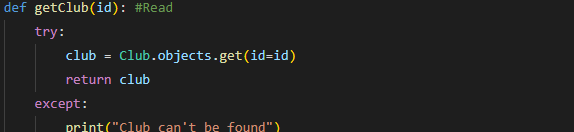 def getClub(id): #Read
    try:
        club = Club.objects.get(id=id)
        return club
    except:
        print("Club can't be found")